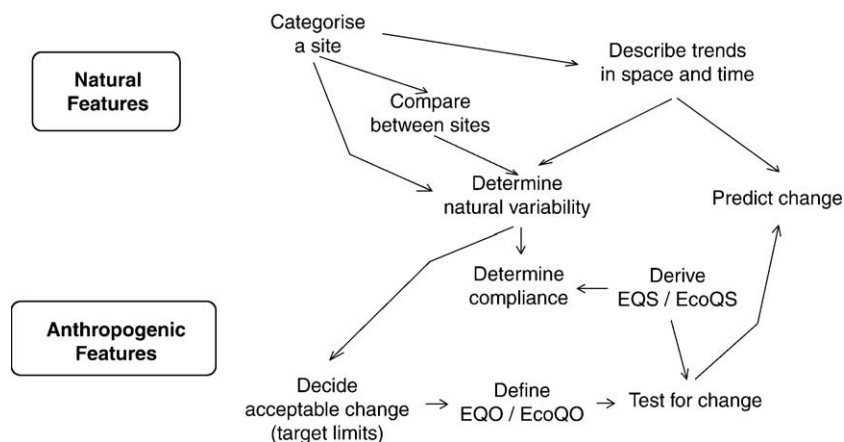 Categorise
a site
Natural
Features
Describe trends
in space and time
Compare
between sites
Determine
natural variability
Predict change
Determine
compliance
Derive
EQS / EcoQS
Anthropogenic
Features
Decide
acceptable change
(target limits)
Define
EQO / EcoQO
Test for change